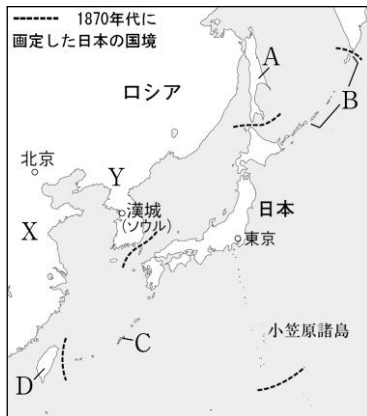 1870年代に
画定した日本の国境
A
ロシア
B
北京
Y
漢城
(ソウル)
日本
X
東京
C
小笠原諸島
D